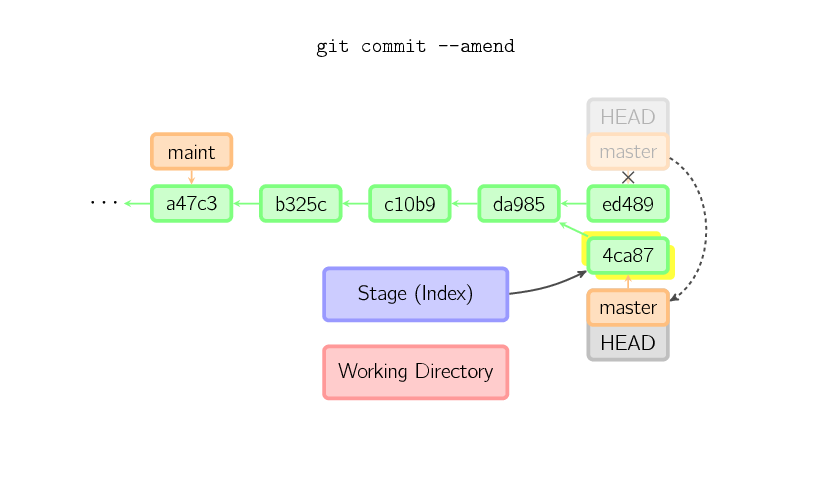 git commit --amend
HEAD
maint
master
...
a47c3
b325c
c10b9
da985
ed489
4ca87
Stage (Index)
master
HEAD
Working Directory